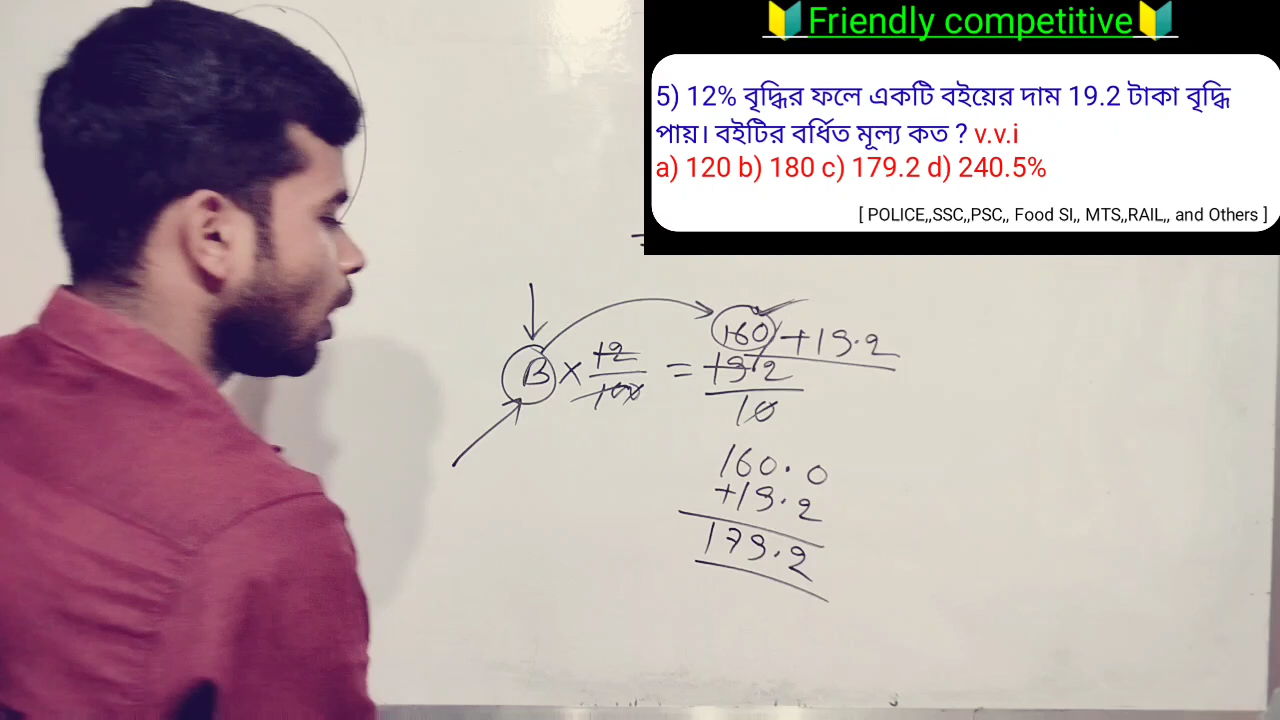 🔰Friendly competitive🔰
5) 12% বৃদ্ধির ফলে একটি বইয়ের দাম 19.2 টাকা বৃদ্ধি
পায়। বইটির বর্ধিত মূল্য কত ? v.v.i
a) 120 b) 180 c) 179.2 d) 240.5%
[ POLICE,,SSC,,PSC,, Food SI,, MTS,,RAIL,, and Others ]
160 + 19.2
B × 12/100 = 192/10
160.0
+19.2
179.2